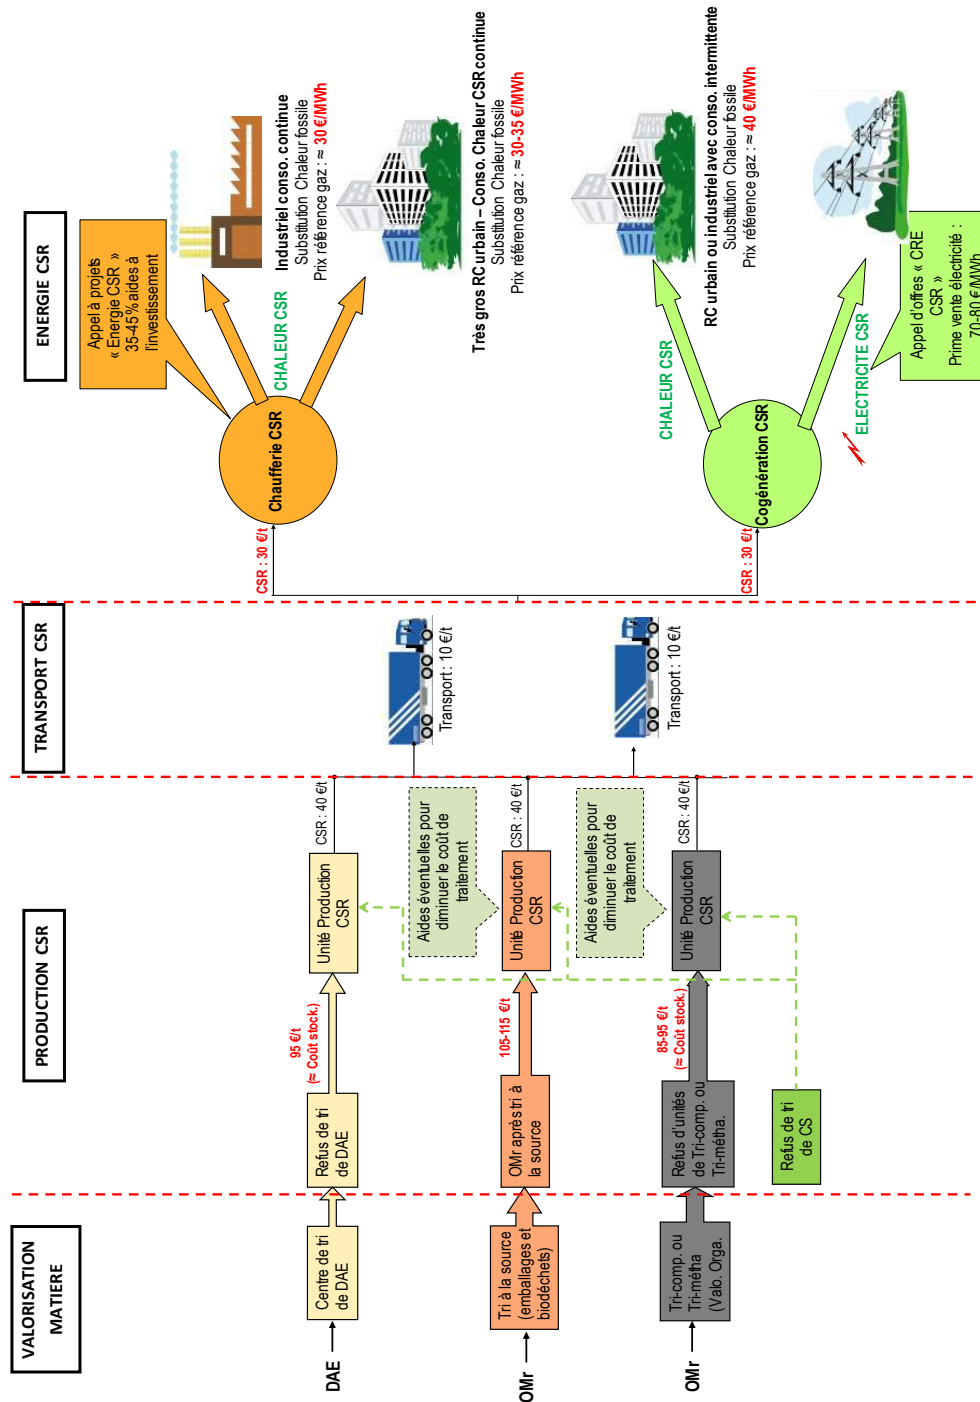 VALORISATION
MATIERE
PRODUCTION CSR
TRANSPORT CSR
ENERGIE CSR
DAE
Centre de tri
de DAE
Refus de tri
de DAE
95 €/t
(≈ Coût stock.)
Unité Production
CSR
CSR : 40 €/t
OMr
Tri à la source
(emballages et
biodéchets)
OMr après tri à
la source
105-115 €/t
Unité Production
CSR
CSR : 40 €/t
Aides éventuelles pour
diminuer le coût de
traitement
OMr
Tri-comp. ou
Tri-métha
(Valo. Orga.
Refus d'unités
de Tri-comp. ou
Tri-métha.
85-95 €/t
(≈ Coût stock.)
Unité Production
CSR
CSR : 40 €/t
Aides éventuelles pour
diminuer le coût de
traitement
Refus de tri
de CS
Transport : 10 €/t
Transport : 10 €/t
CSR : 30 €/t
Chaufferie CSR
Appel à projets
« Energie CSR »
35-45% aides à
l'investissement
CHALEUR CSR
Industriel conso. continue
Substitution Chaleur fossile
Prix référence gaz : ≈ 30 €/MWh
Très gros RC urbain – Conso. Chaleur CSR continue
Substitution Chaleur fossile
Prix référence gaz : ≈ 30-35 €/MWh
CSR : 30 €/t
Cogénération CSR
CHALEUR CSR
RC urbain ou industriel avec conso. intermittente
Substitution Chaleur fossile
Prix référence gaz : ≈ 40 €/MWh
ELECTRICITE CSR
Appel d'offres « CRE
CSR »
Prime vente électricité :
70-80 €/MWh